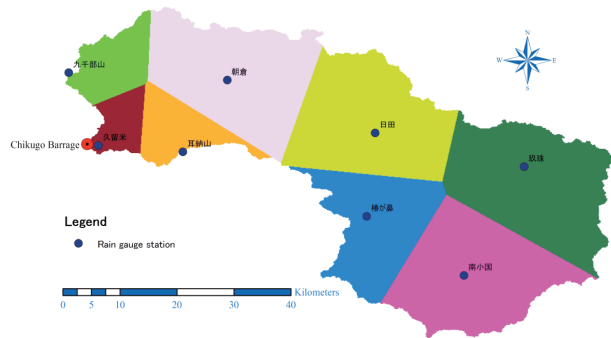 N
W E
S
九千部山
朝倉
日田
久留米
Chikugo Barrage
耳納山
玖珠
椿が鼻
南小国
Legend
Rain gauge station
Kilometers
0 5 10 20 30 40